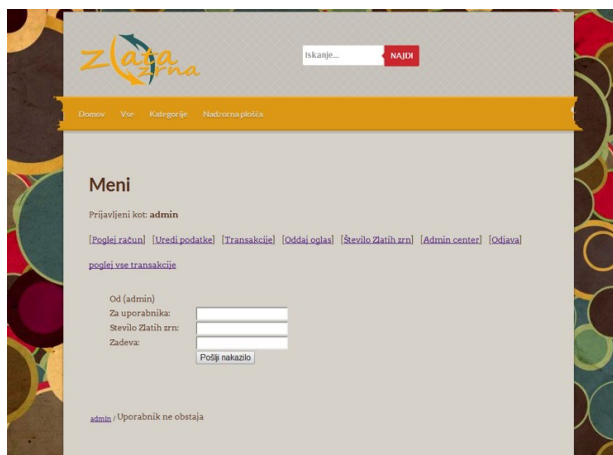 zlata
zrna
Iskanje...
NAJDI
Domov Vse Kategorije Nadzorna plošča
Meni
Prijavljeni kot: admin
[Poglej račun] [Uredi podatke] [Transakcije] [Oddaj oglas] [Število Zlatih zrn] [Admin center] [Odjava]
poglej vse transakcije
Od (admin)
Za uporabnika:
Stevilo Zlatih zrn:
Zadeva:
Pošlji nakazilo
admin / Uporabnik ne obstaja